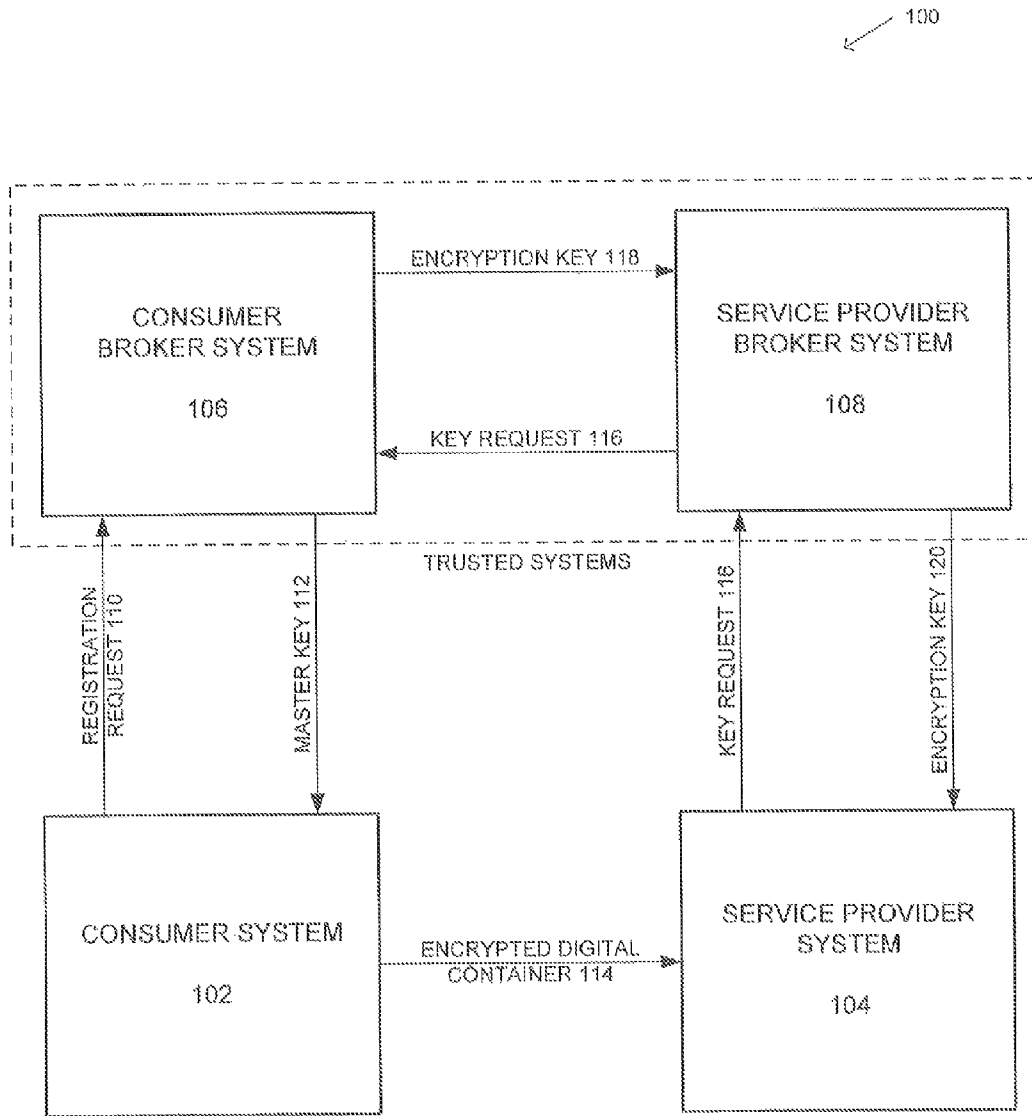 100
CONSUMER
BROKER SYSTEM
106
ENCRYPTION KEY 118
KEY REQUEST 116
SERVICE PROVIDER
BROKER SYSTEM
108
TRUSTED SYSTEMS
REGISTRATION
REQUEST 110
MASTER KEY 112
KEY REQUEST 116
ENCRYPTION KEY 120
CONSUMER SYSTEM
102
ENCRYPTED DIGITAL
CONTAINER 114
SERVICE PROVIDER
SYSTEM
104